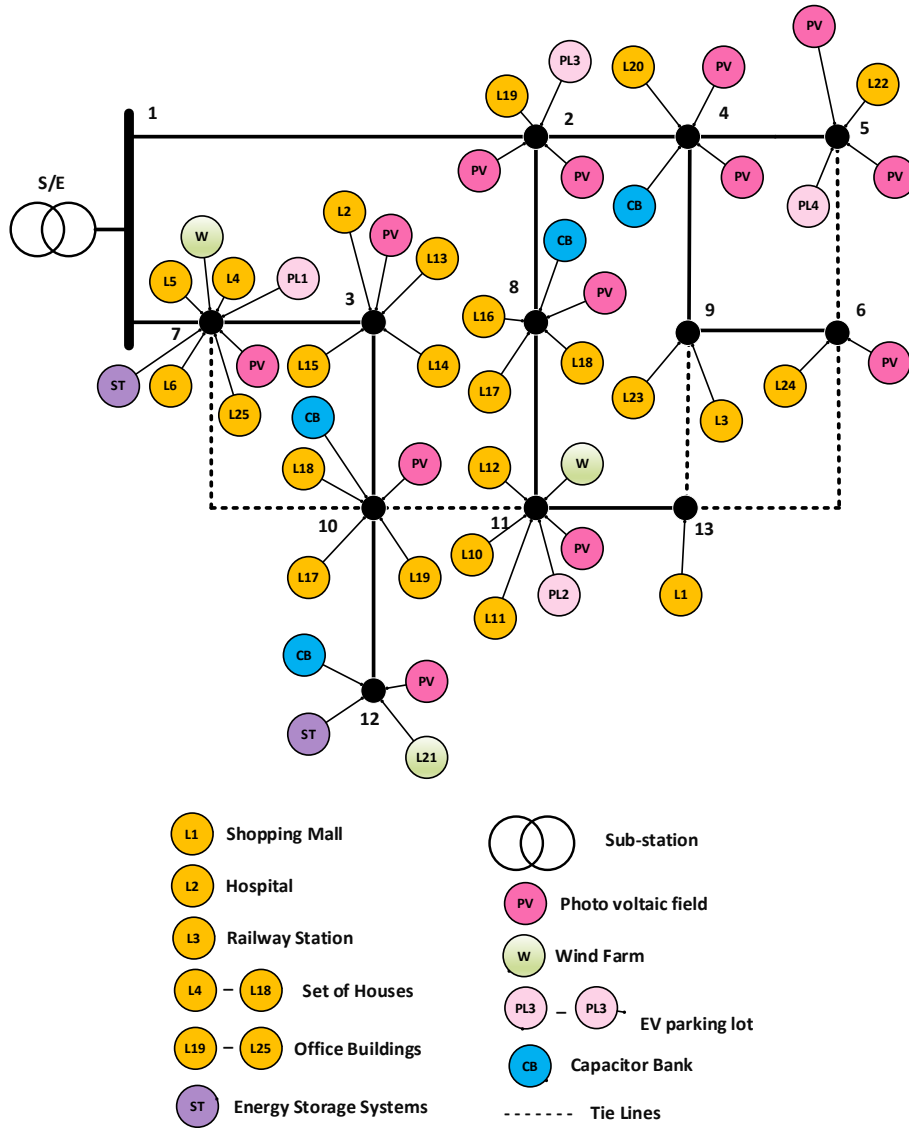 PV
PL3
L20
PV
L22
L19
1
2
4
5
PV
PV
PV
PV
S/E
CB
PL4
L2
W
PV
CB
L13
L5
L4
PL1
8
PV
3
9
6
L16
7
L15
L14
L18
PV
PV
ST
L6
L17
L24
L23
L25
CB
L3
L18
PV
L12
W
10
11
13
PV
L10
L17
L19
PL2
L1
L11
CB
PV
12
ST
L21
L1 Shopping Mall
Sub-station
L2 Hospital
PV Photo voltaic field
L3 Railway Station
W Wind Farm
L4 – L18 Set of Houses
PL3 – PL3 EV parking lot
L19 – L25 Office Buildings
CB Capacitor Bank
ST Energy Storage Systems
Tie Lines